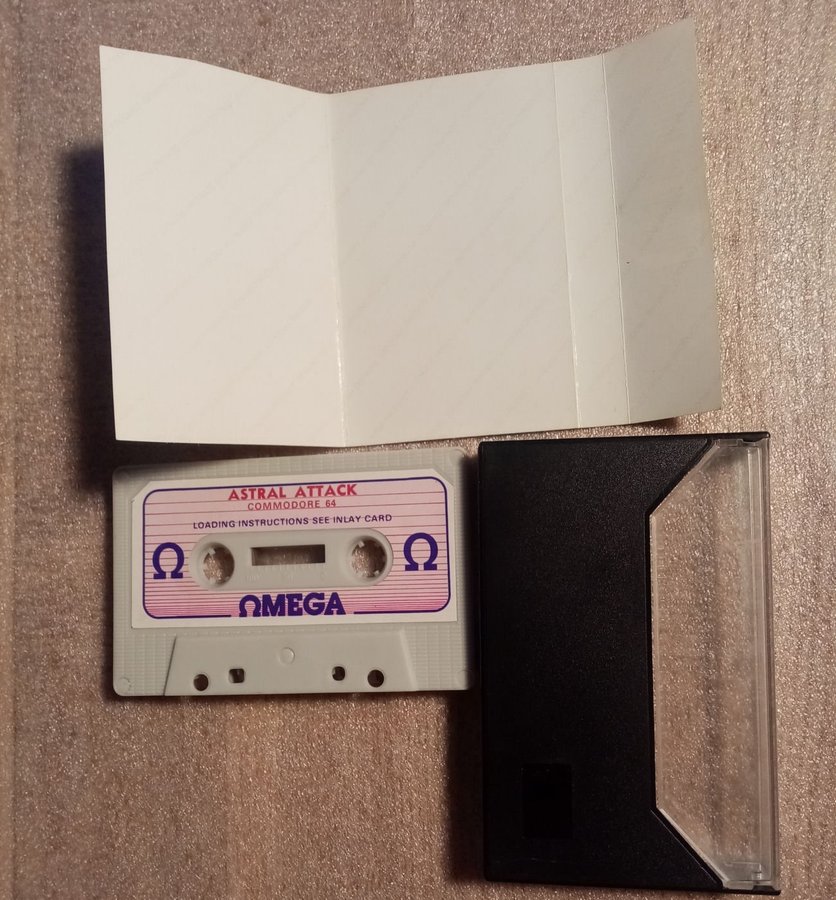 ASTRAL ATTACK
COMMODORE 64
LOADING INSTRUCTIONS SEE INLAY CARD
Ω Ω
ΩMEGA